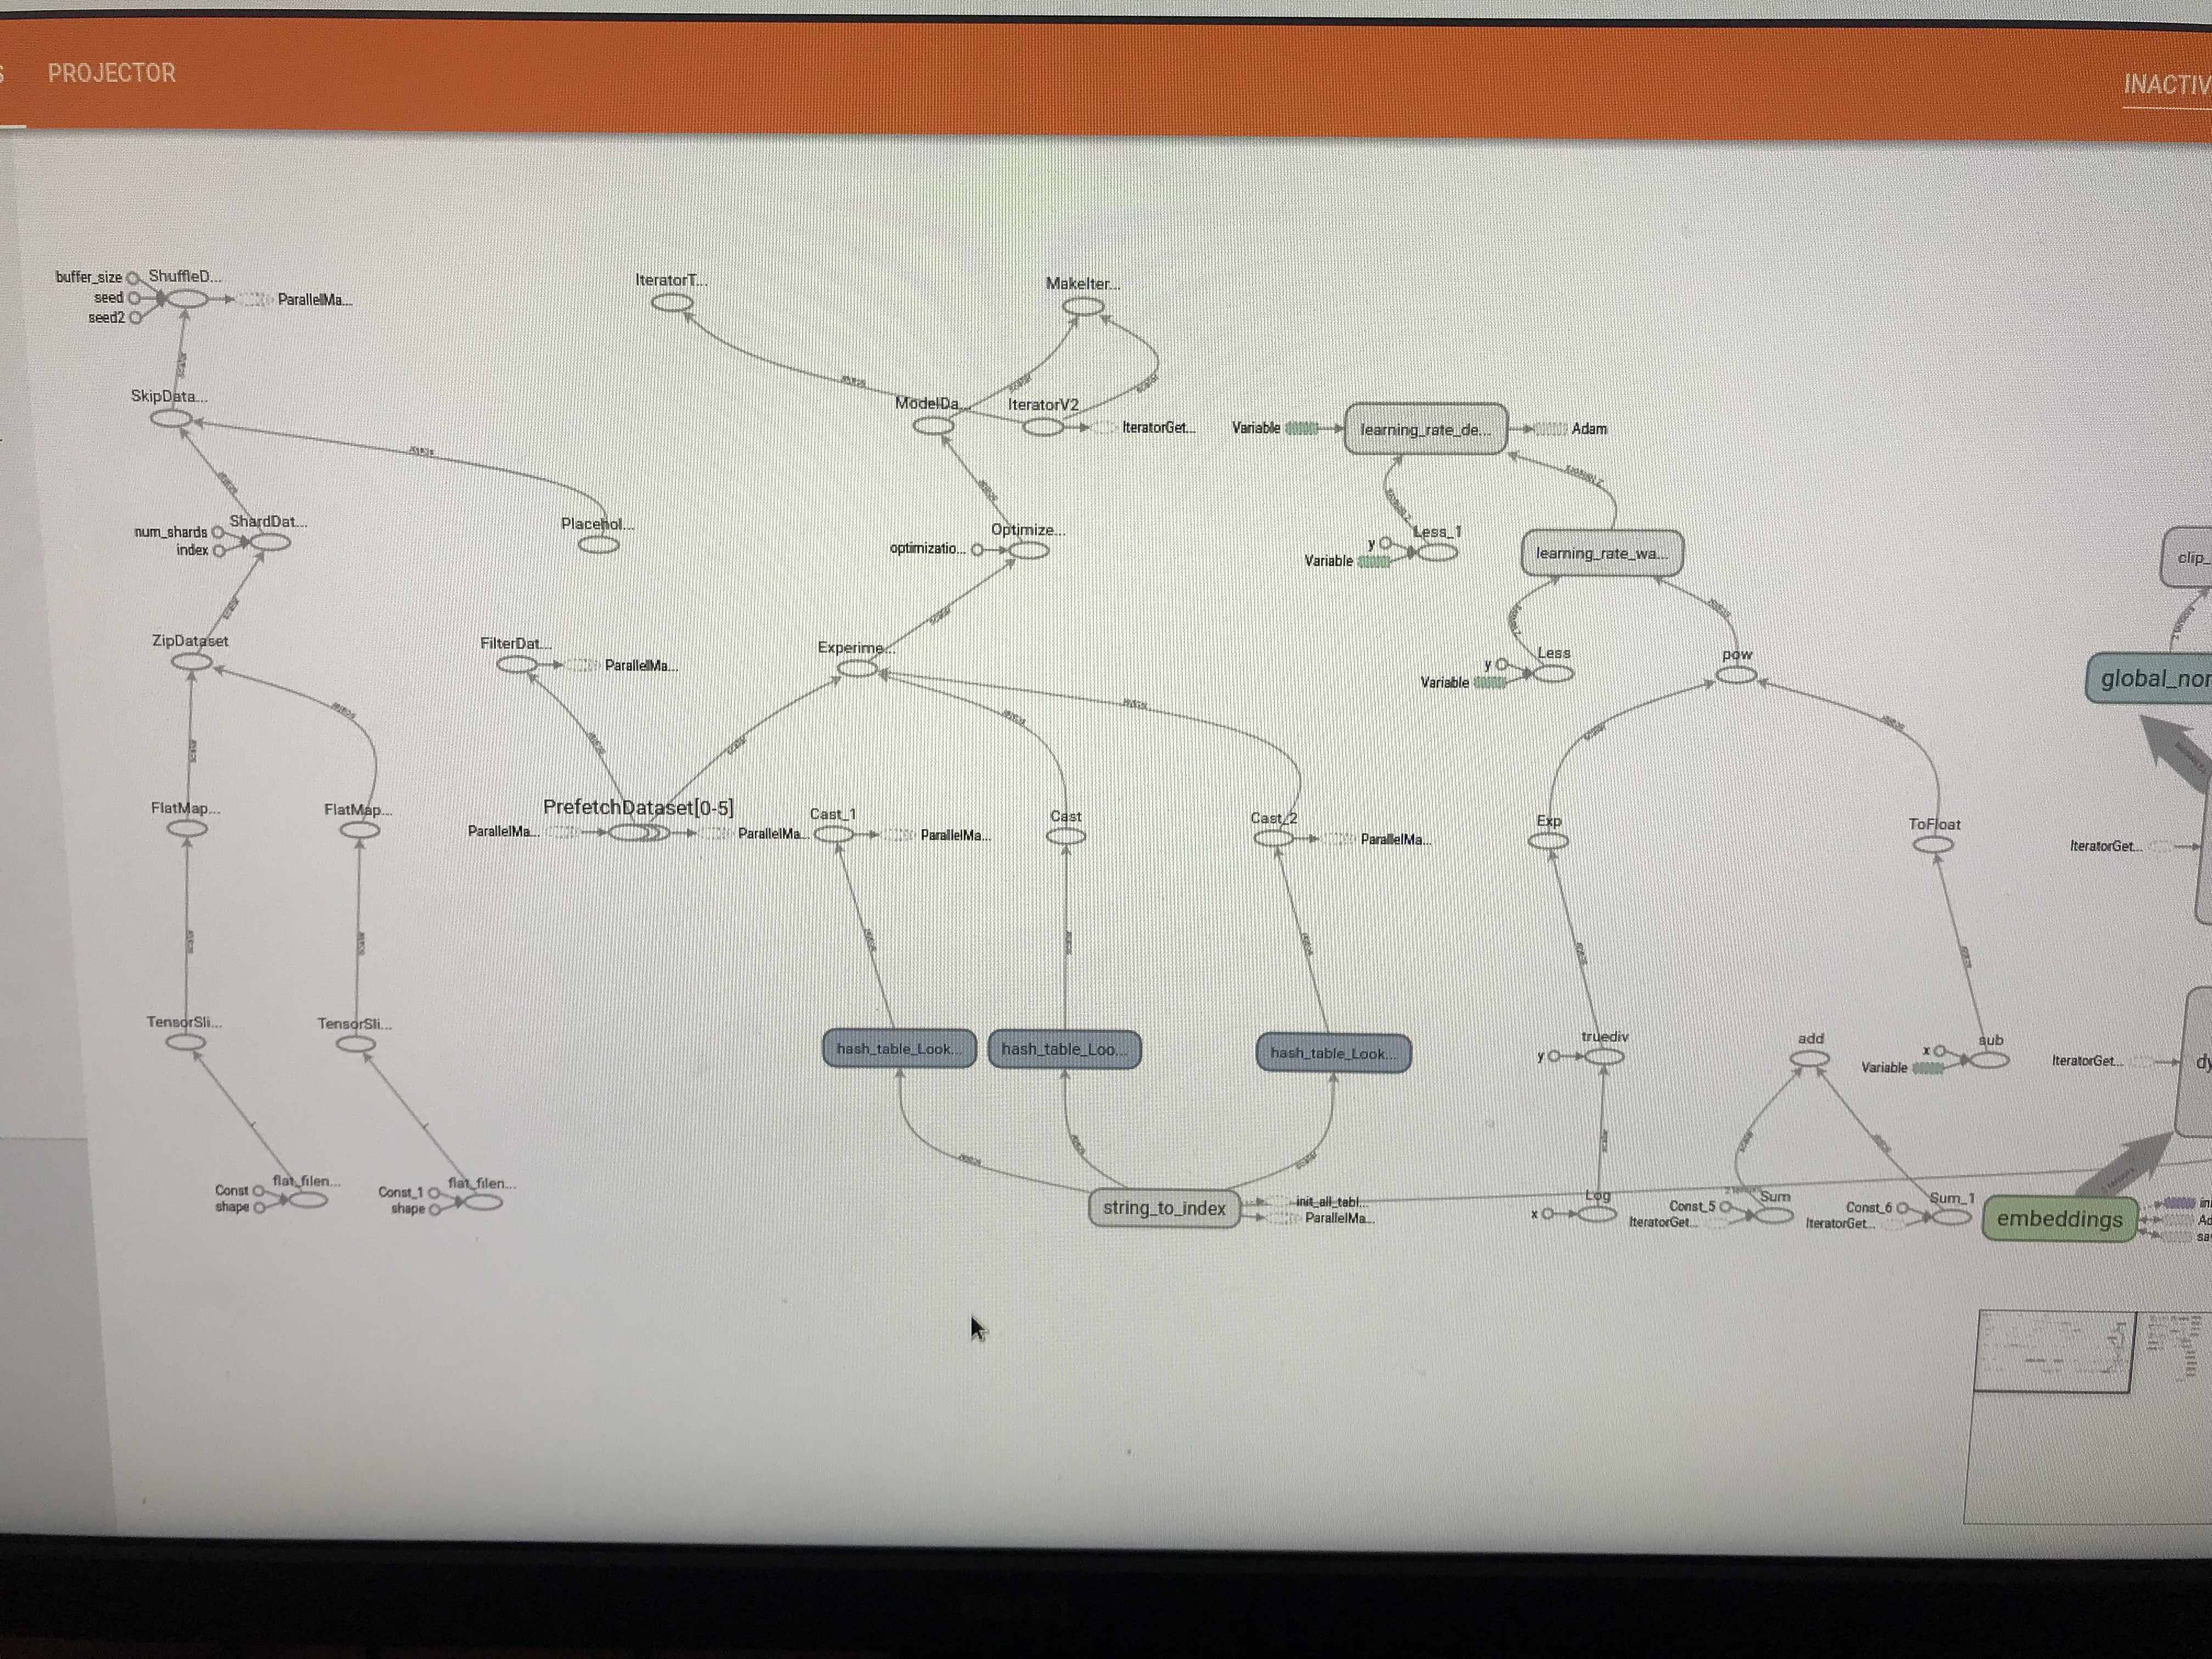 PROJECTOR
INACTIV
buffer_size
ShuffleD...
seed
ParallelMa...
seed2
IteratorT...
MakeIter...
SkipData...
ModelDa...
IteratorV2
IteratorGet...
Variable
learning_rate_de...
Adam
num_shards
ShardDat...
index
Placehol...
Optimize...
optimizatio...
y
Less_1
Variable
learning_rate_wa...
clip_
ZipDataset
FilterDat...
ParallelMa...
Experime...
y
Less
Variable
pow
global_nor
FlatMap...
FlatMap...
PrefetchDataset[0-5]
ParallelMa...
ParallelMa...
Cast_1
ParallelMa...
Cast
Cast_2
ParallelMa...
Exp
ToFloat
IteratorGet...
TensorSli...
TensorSli...
hash_table_Look...
hash_table_Loo...
hash_table_Look...
y
truediv
add
x
sub
Variable
IteratorGet...
dy
Const
flat_filen...
shape
Const_1
flat_filen...
shape
string_to_index
init_all_tabl...
ParallelMa...
x
Log
Const_5
Sum
IteratorGet...
Const_6
Sum_1
IteratorGet...
embeddings
ini
Ad
sa